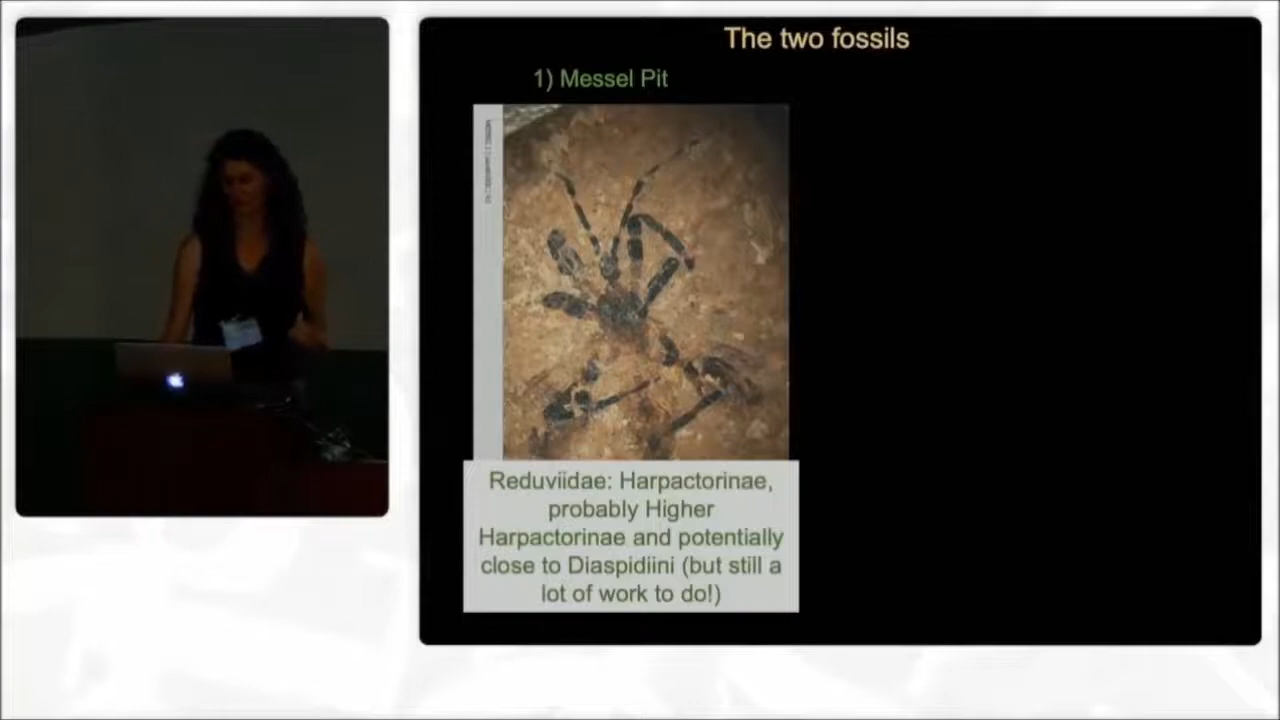 The two fossils
1) Messel Pit
Reduviidae: Harpactorinae,
probably Higher
Harpactorinae and potentially
close to Diaspidiini (but still a
lot of work to do!)